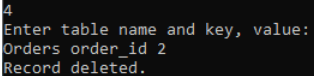 4
Enter table name and key, value:
Orders order_id 2
Record deleted.